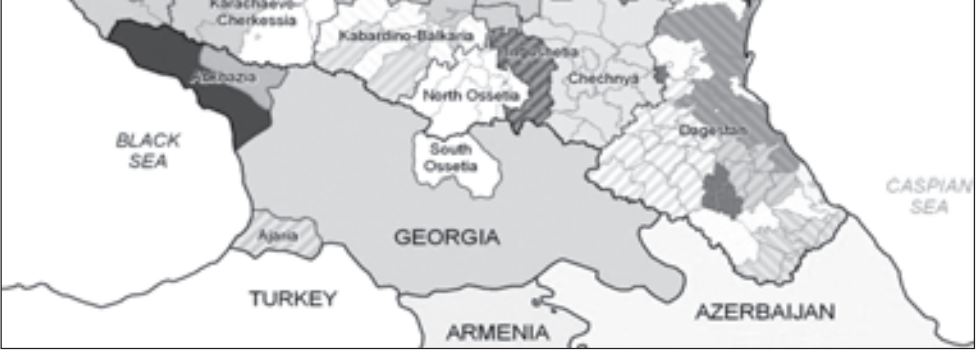 Karachaevo-
Cherkessia
Kabardino-Balkaria
Ingushetia
Chechnya
Abkhazia
North Ossetia
Dagestan
BLACK
SEA
South
Ossetia
CASPIAN
SEA
Ajaria
GEORGIA
TURKEY
AZERBAIJAN
ARMENIA